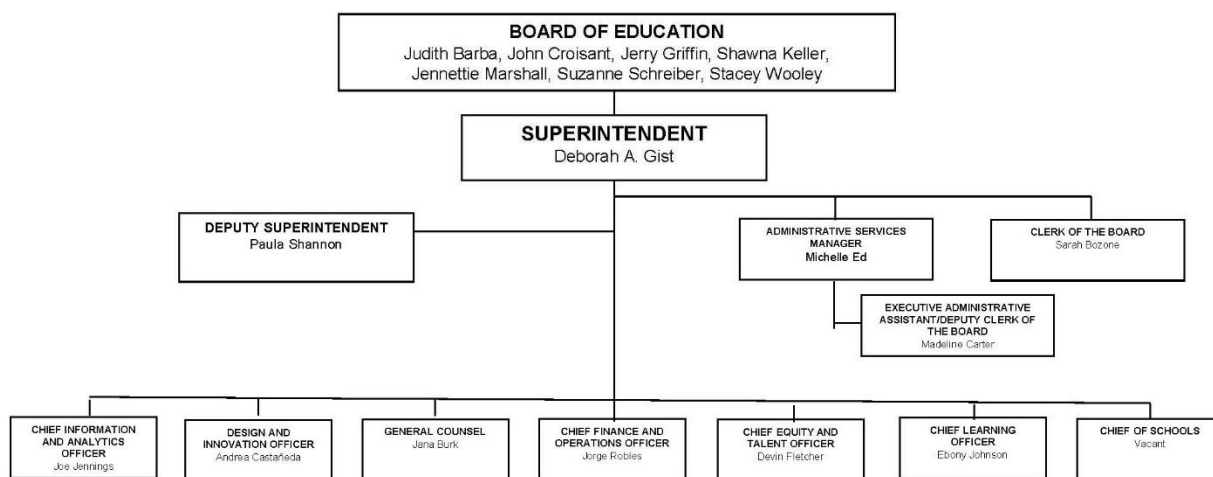 BOARD OF EDUCATION
Judith Barba, John Croisant, Jerry Griffin, Shawna Keller,
Jennettie Marshall, Suzanne Schreiber, Stacey Wooley
SUPERINTENDENT
Deborah A. Gist
DEPUTY SUPERINTENDENT
Paula Shannon
ADMINISTRATIVE SERVICES
MANAGER
Michelle Ed
CLERK OF THE BOARD
Sarah Bozone
EXECUTIVE ADMINISTRATIVE
ASSISTANT/DEPUTY CLERK OF
THE BOARD
Madeline Carter
CHIEF INFORMATION
AND ANALYTICS
OFFICER
Joe Jennings
DESIGN AND
INNOVATION OFFICER
Andrea Castañeda
GENERAL COUNSEL
Jana Burk
CHIEF FINANCE AND
OPERATIONS OFFICER
Jorge Robles
CHIEF EQUITY AND
TALENT OFFICER
Devin Fletcher
CHIEF LEARNING
OFFICER
Ebony Johnson
CHIEF OF SCHOOLS
Vacant